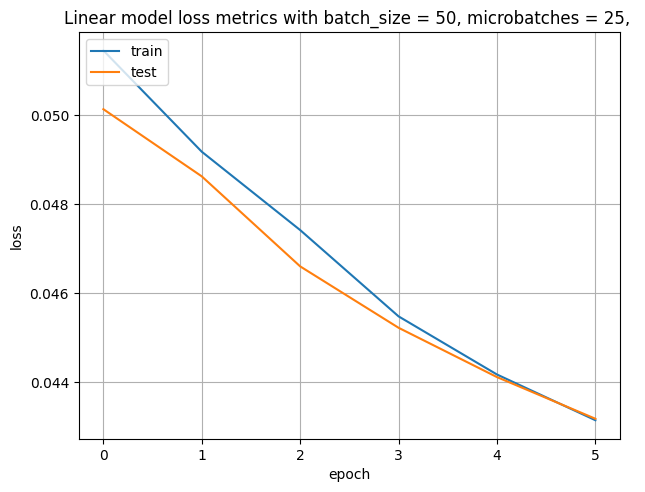 Linear model loss metrics with batch_size = 50, microbatches = 25,
train
test
0.050
0.048
0.046
0.044
loss
0 1 2 3 4 5
epoch